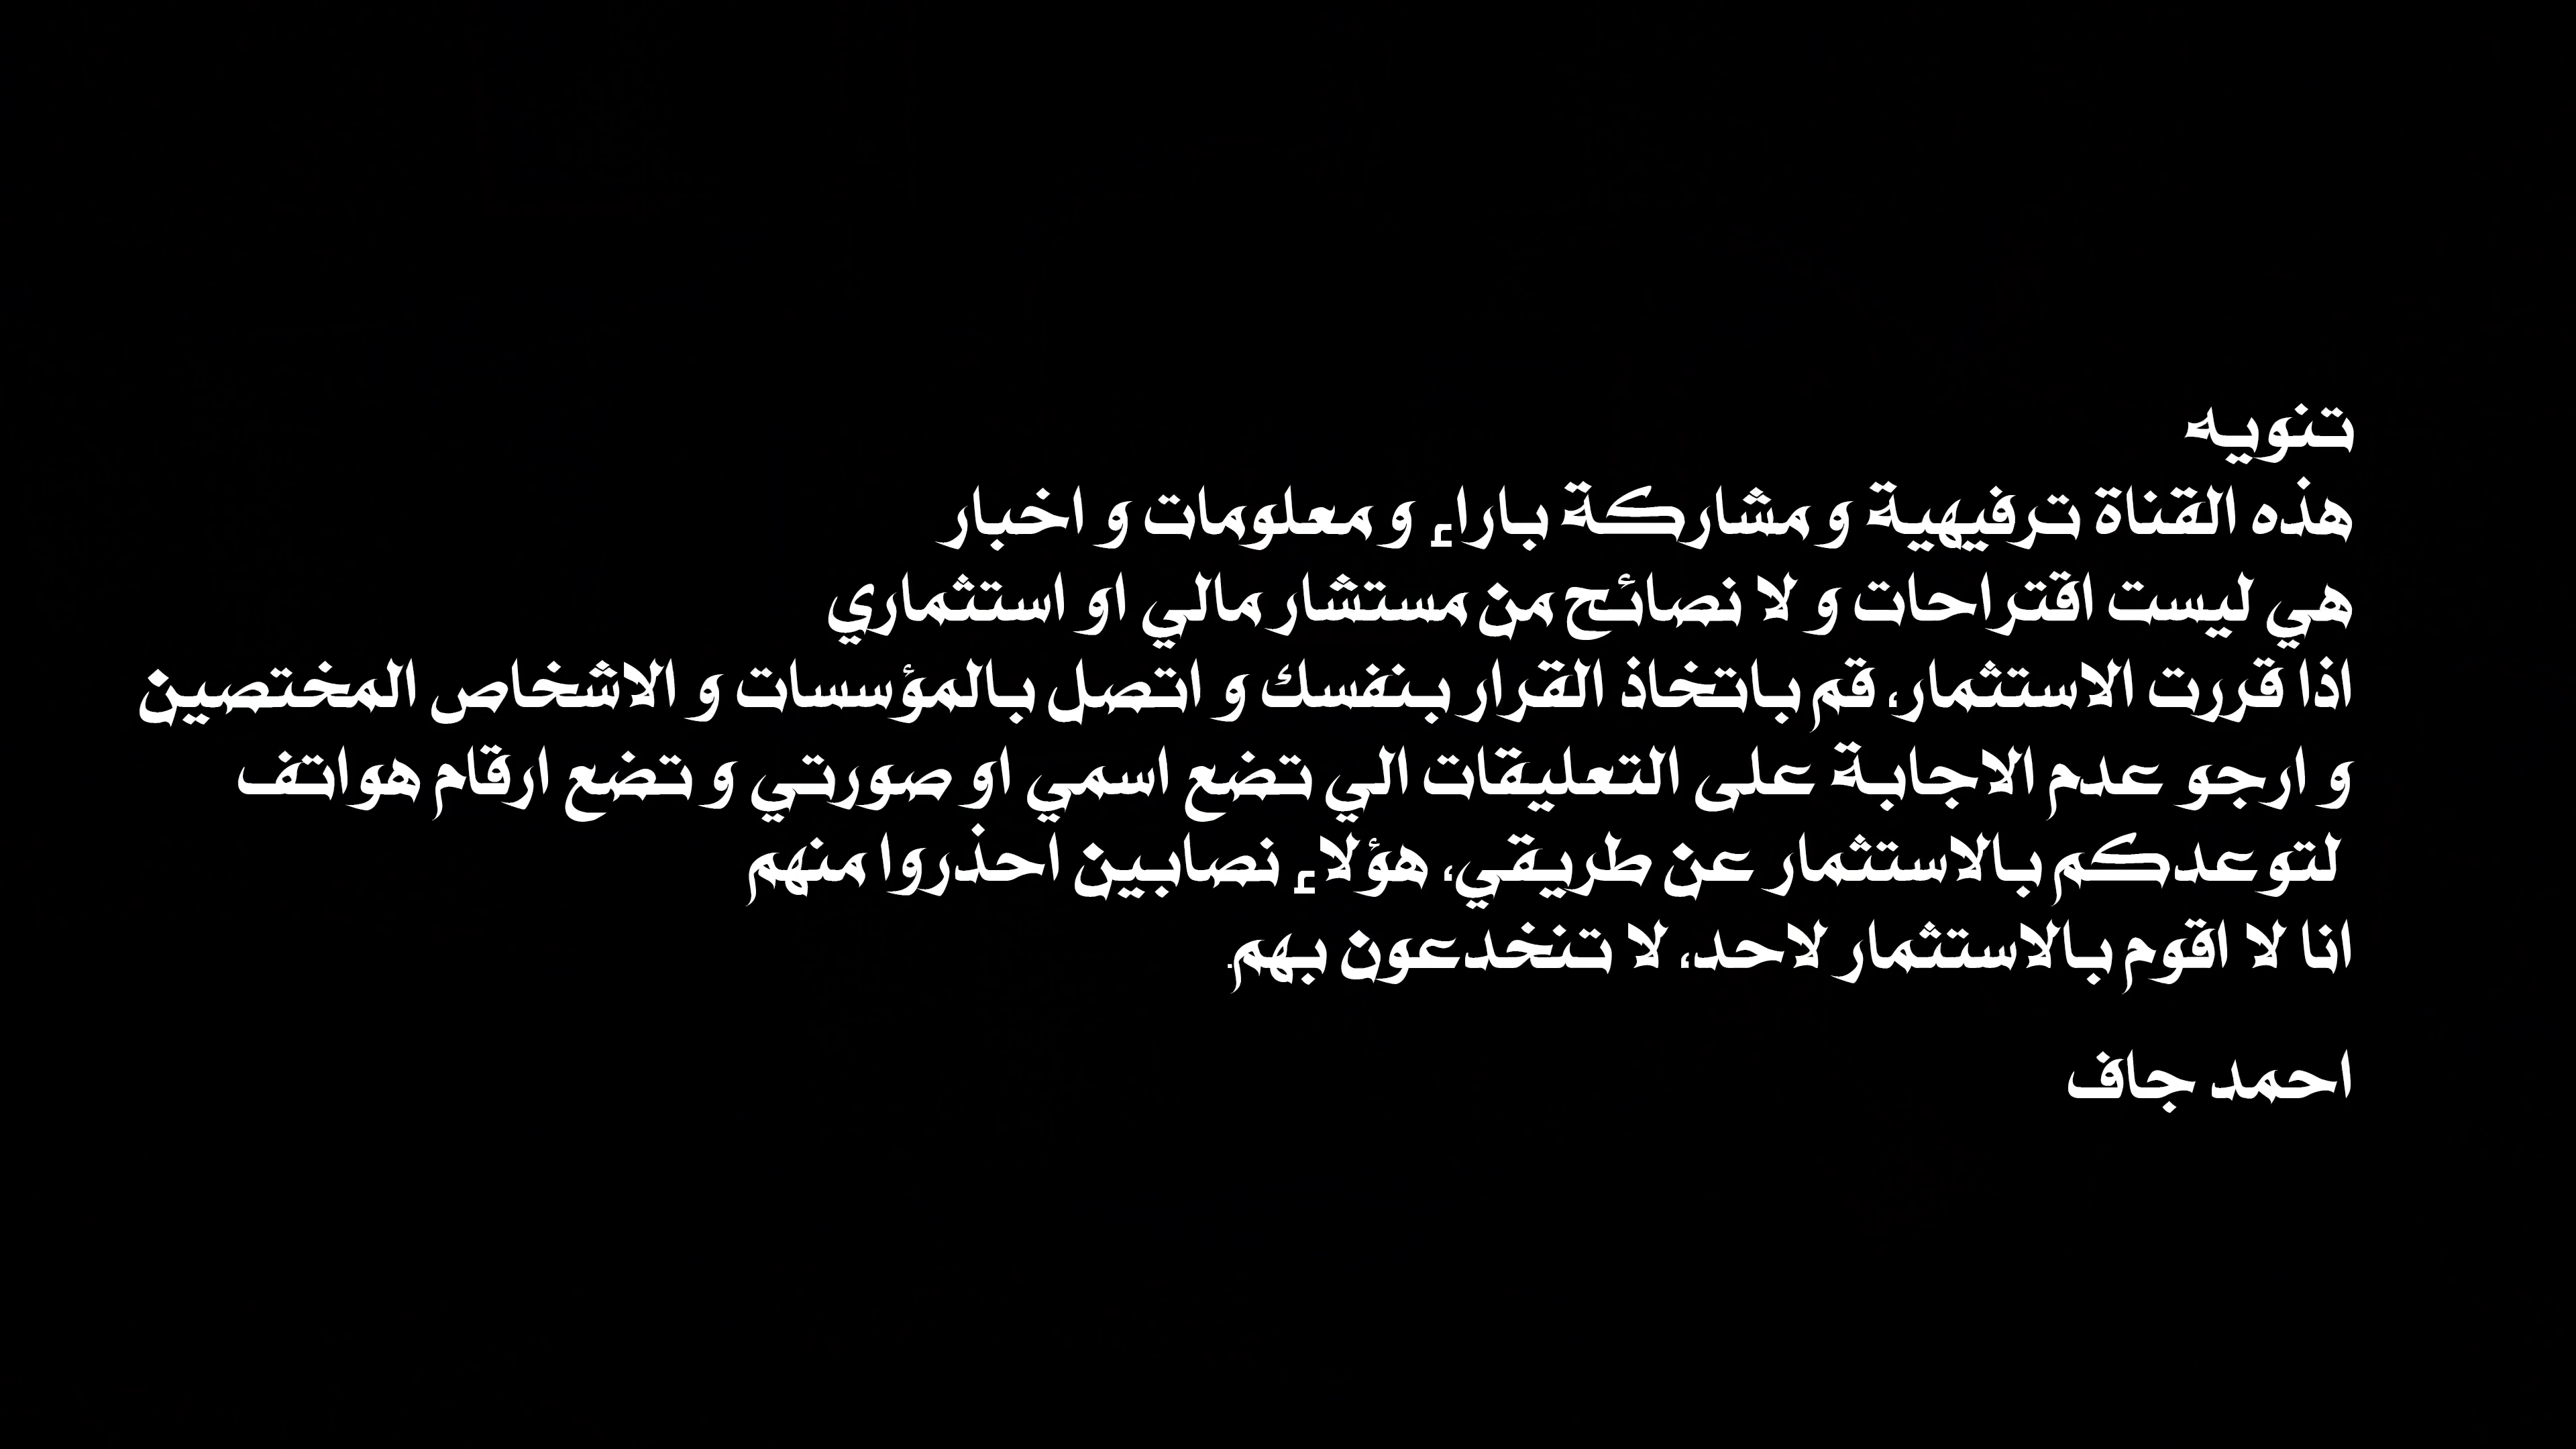 تنويه
هذه القناة ترفيهية و مشاركة باراء و معلومات و اخبار
هي ليست اقتراحات و لا نصائح من مستشار مالي او استثماري
اذا قررت الاستثمار، قم باتخاذ القرار بنفسك و اتصل بالمؤسسات و الاشخاص المختصين
و ارجو عدم الاجابة على التعليقات الي تضع اسمي او صورتي و تضع ارقام هواتف
لتوعدكم بالاستثمار عن طريقي، هؤلاء نصابين احذروا منهم
انا لا اقوم بالاستثمار لاحد، لا تنخدعون بهم.
احمد جاف